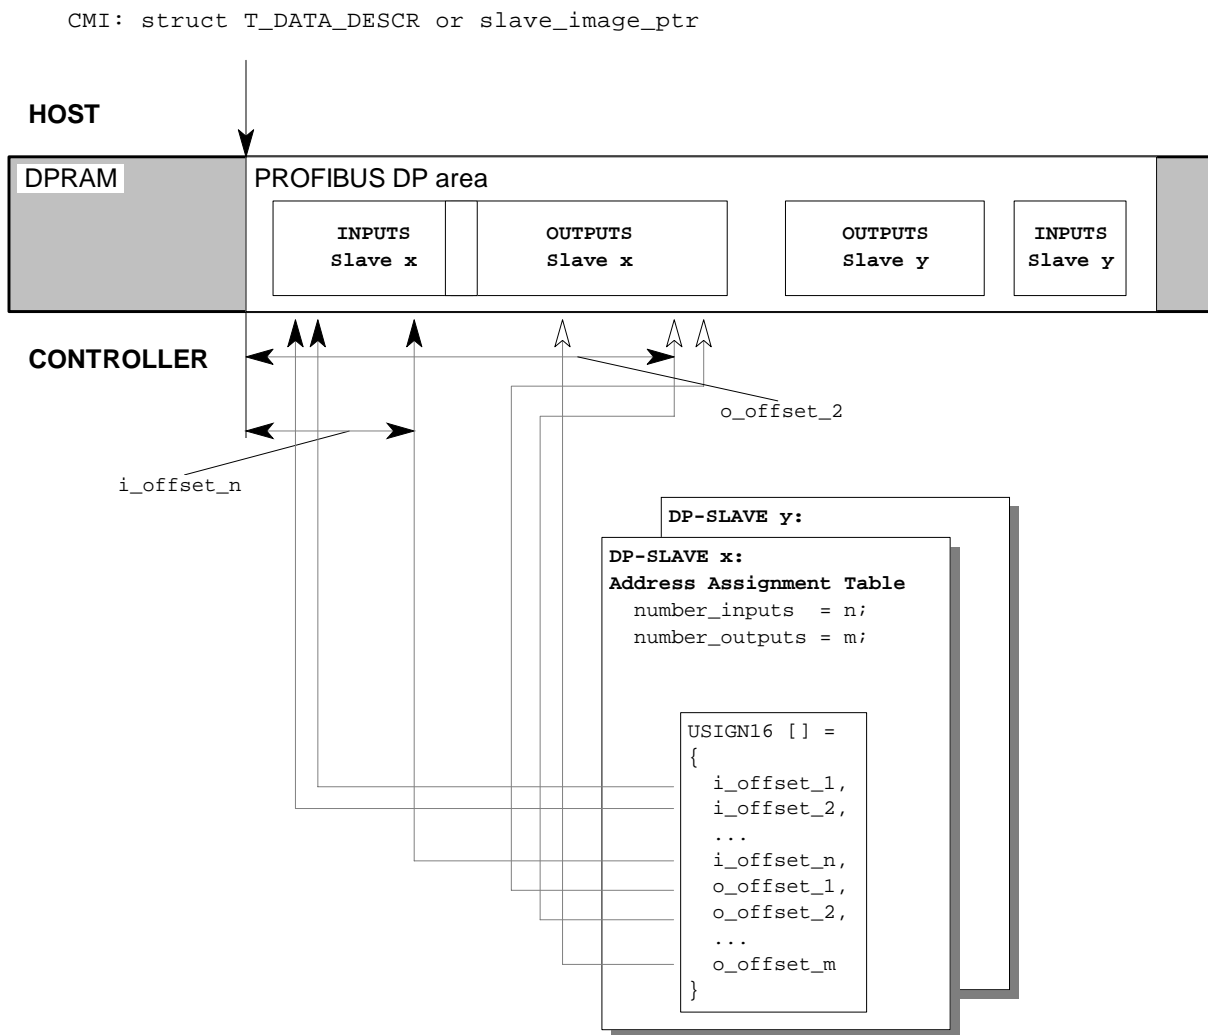 CMI: struct T_DATA_DESCR or slave_image_ptr
HOST
DPRAM
PROFIBUS DP area
INPUTS
Slave x
OUTPUTS
Slave x
OUTPUTS
Slave y
INPUTS
Slave y
CONTROLLER
o_offset_2
i_offset_n
DP-SLAVE y:
DP-SLAVE x:
Address Assignment Table
number_inputs  = n;
number_outputs = m;
USIGN16 [] =
{
i_offset_1,
i_offset_2,
...
i_offset_n,
o_offset_1,
o_offset_2,
...
o_offset_m
}